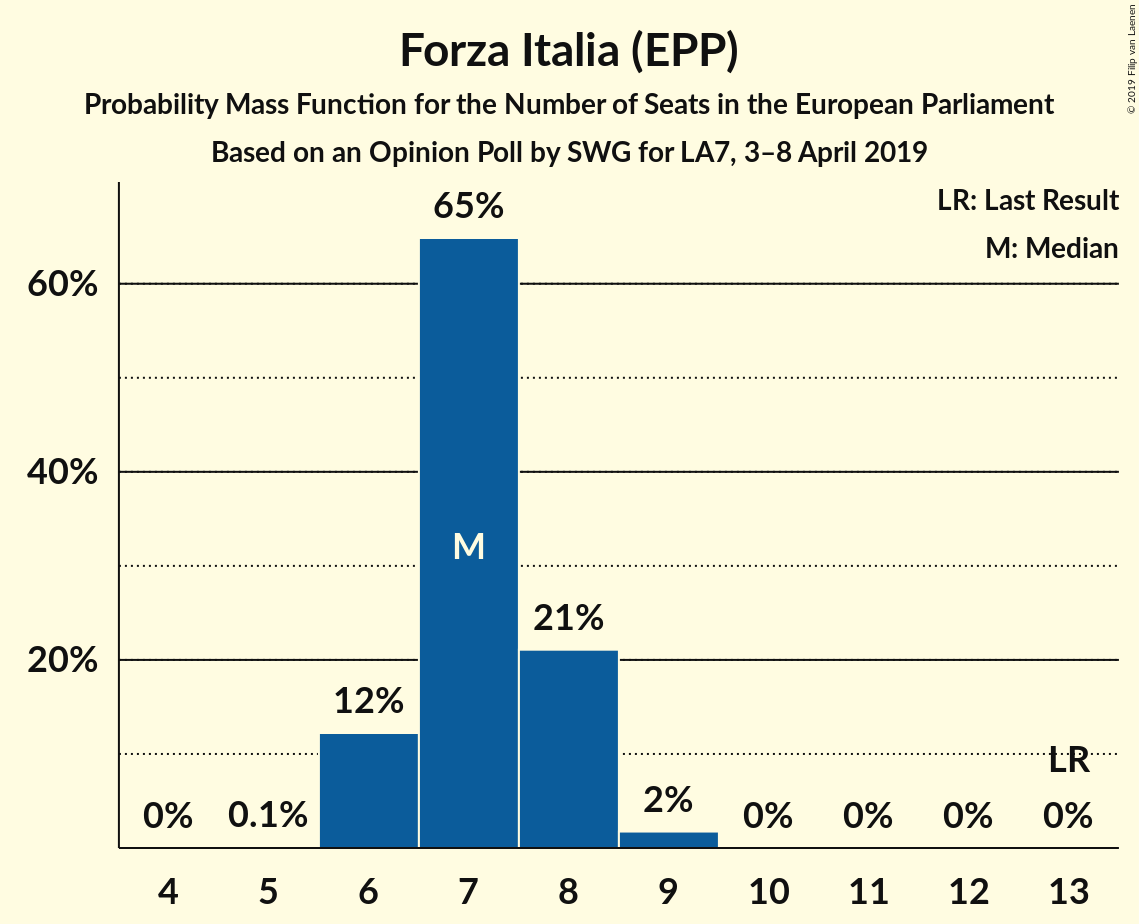 Forza Italia (EPP)
Probability Mass Function for the Number of Seats in the European Parliament
Based on an Opinion Poll by SWG for LA7, 3–8 April 2019
© 2019 Filip van Laenen
LR: Last Result
M: Median
60%
40%
20%
0%
0.1%
12%
65%
M
21%
2%
0%
0%
0%
LR
0%
4 5 6 7 8 9 10 11 12 13